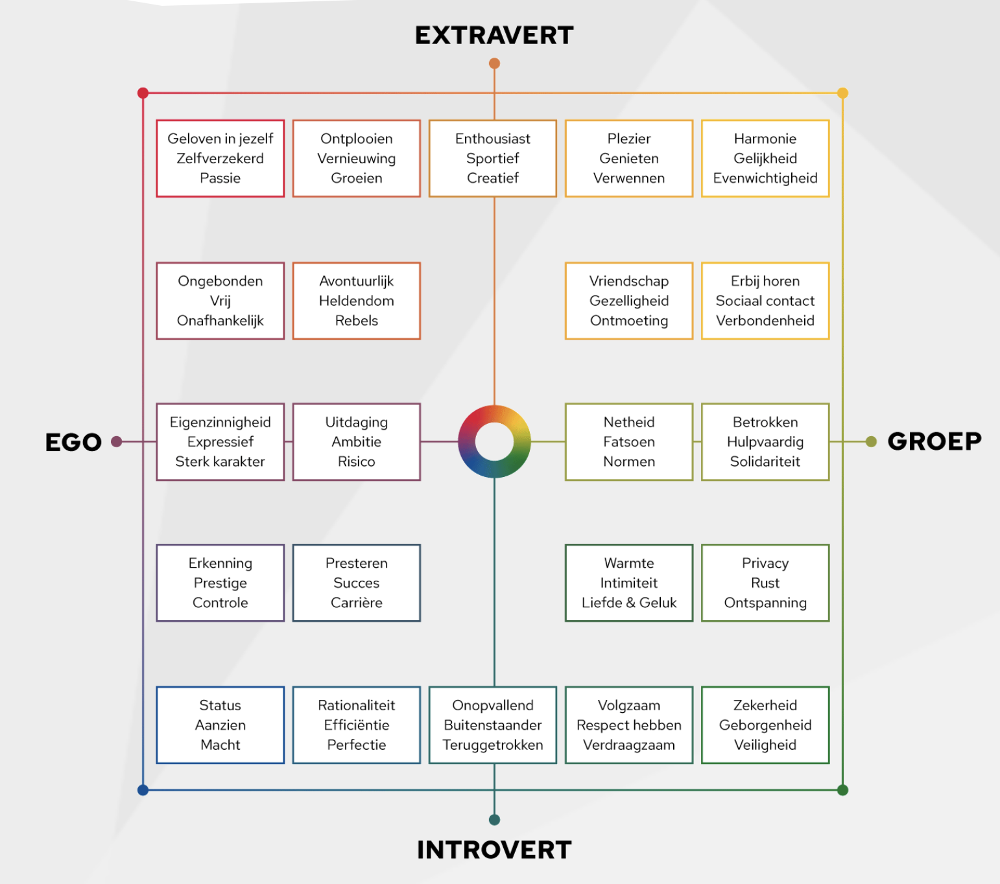 EXTRAVERT
Geloven in jezelf
Zelfverzekerd
Passie
Ontplooien
Vernieuwing
Groeien
Enthousiast
Sportief
Creatief
Plezier
Genieten
Verwennen
Harmonie
Gelijkheid
Evenwichtigheid
Ongebonden
Vrij
Onafhankelijk
Avontuurlijk
Heldendom
Rebels
Vriendschap
Gezelligheid
Ontmoeting
Erbij horen
Sociaal contact
Verbondenheid
EGO
Eigenzinnigheid
Expressief
Sterk karakter
Uitdaging
Ambitie
Risico
Netheid
Fatsoen
Normen
Betrokken
Hulpvaardig
Solidariteit
GROEP
Erkenning
Prestige
Controle
Presteren
Succes
Carrière
Warmte
Intimiteit
Liefde & Geluk
Privacy
Rust
Ontspanning
Status
Aanzien
Macht
Rationaliteit
Efficiëntie
Perfectie
Onopvallend
Buitenstaander
Teruggetrokken
Volgzaam
Respect hebben
Verdraagzaam
Zekerheid
Geborgenheid
Veiligheid
INTROVERT